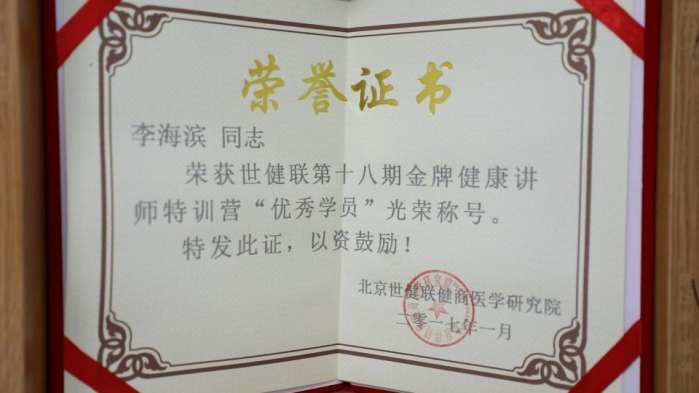 荣誉证书
李海滨 同志
荣获世健联第十八期金牌健康讲
师特训营“优秀学员”光荣称号。
特发此证，以资鼓励！
北京世健联健商医学研究院
二零一七年一月